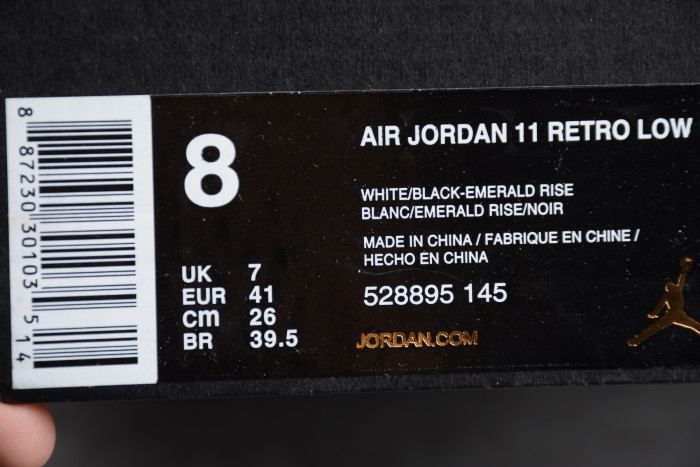 8 87230 30103 514
8
UK 7
EUR 41
cm 26
BR 39.5
AIR JORDAN 11 RETRO LOW
WHITE/BLACK-EMERALD RISE
BLANC/EMERALD RISE/NOIR
MADE IN CHINA / FABRIQUE EN CHINE /
HECHO EN CHINA
528895 145
JORDAN.COM